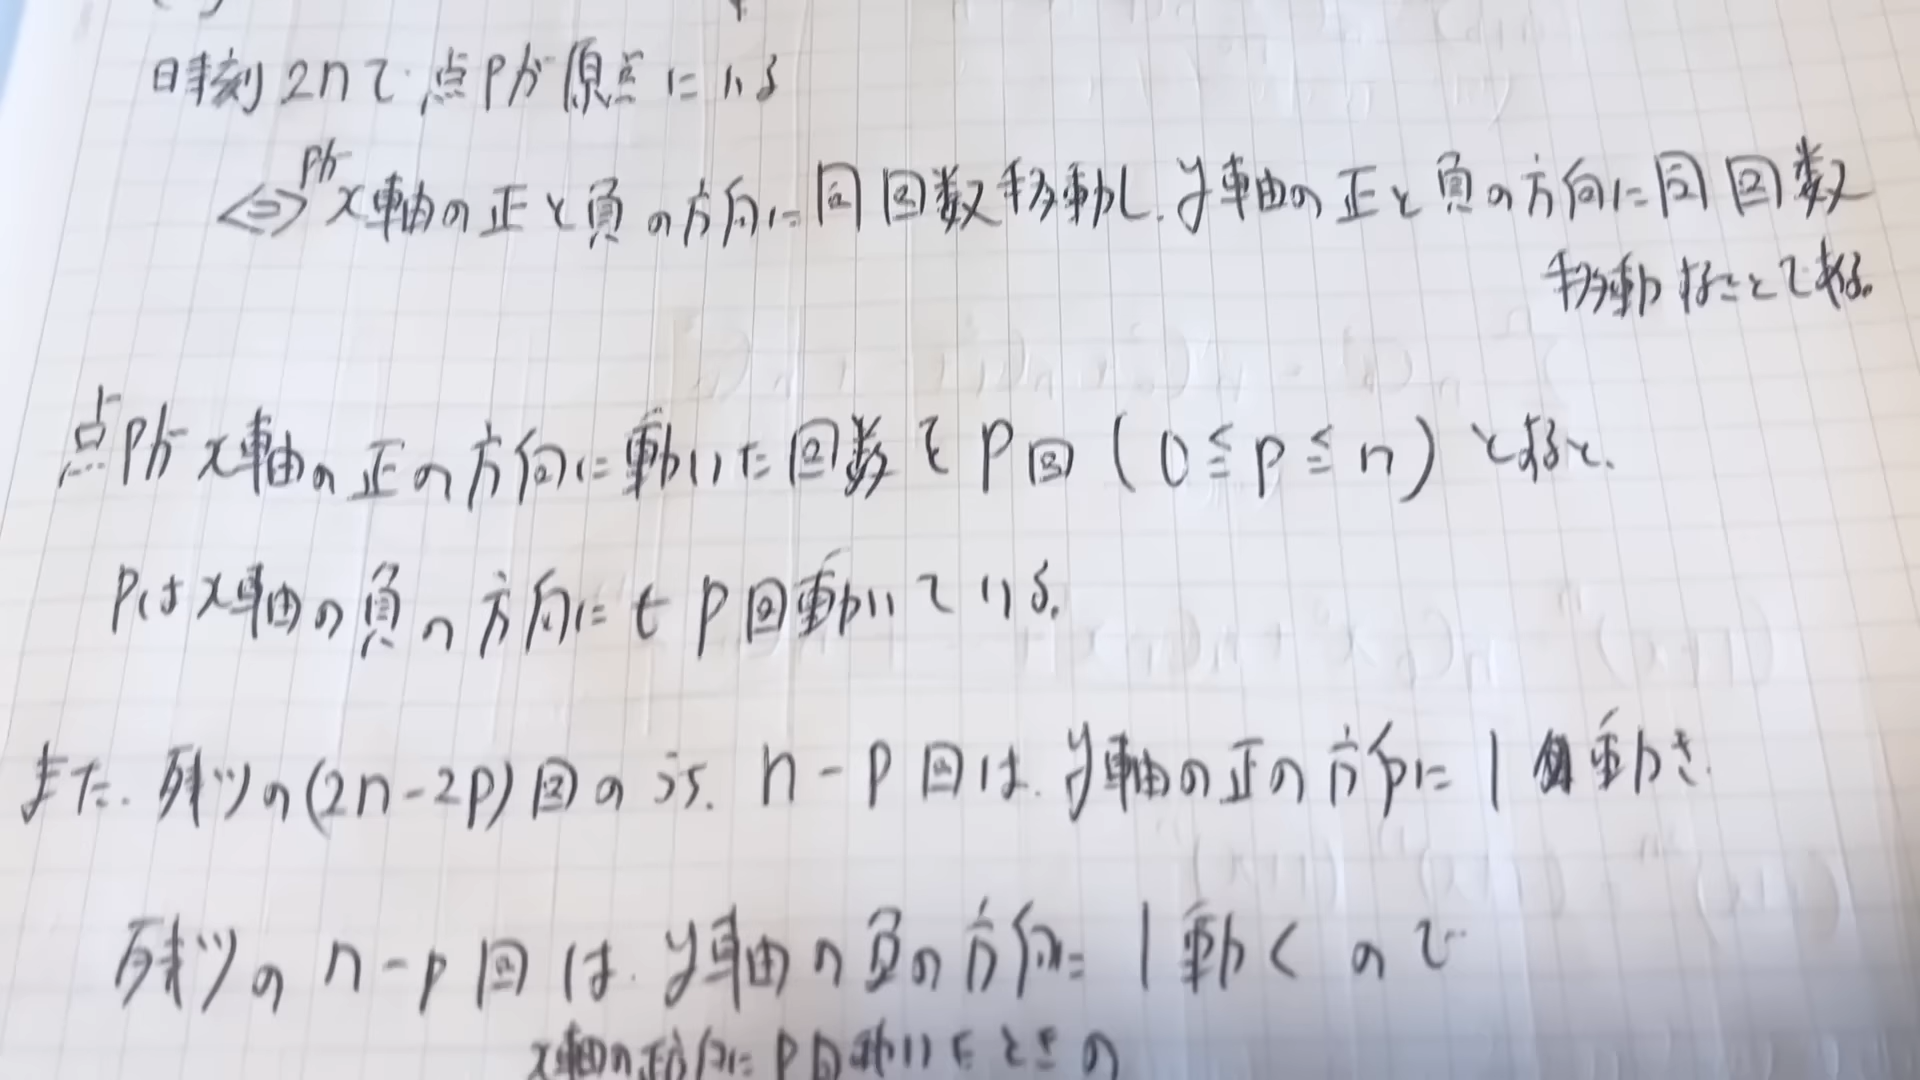 時刻2nで点Pが原点にいる
Pが
⇔x軸の正と負の方向に同回数移動し、y軸の正と負の方向に同回数
移動することである。
点Pがx軸の正の方向に動いた回数をp回(0≦p≦n)とすると、
Pはx軸の負の方向にもp回動いている。
また、残りの(2n-2p)回のうち、n-p回は、y軸の正の方向に1動き、
残りのn-p回は、y軸の負の方向に1動くので
x軸の正方向にp回動いたときの